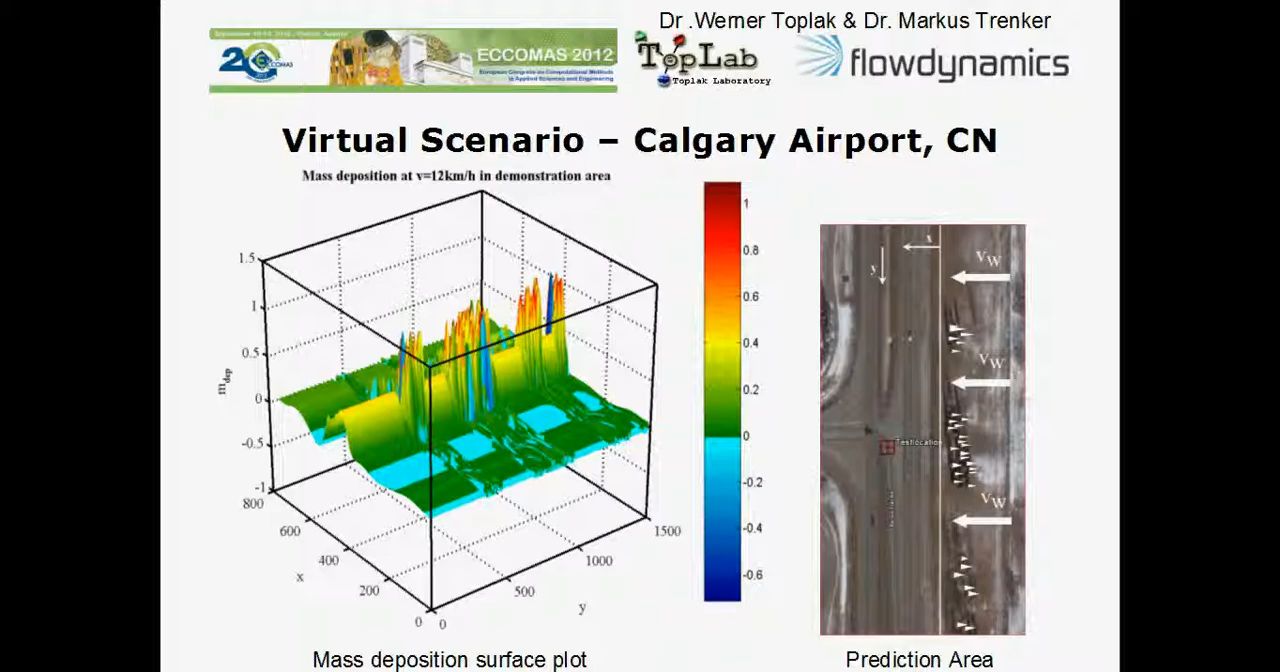 Dr .Werner Toplak & Dr. Markus Trenker
20 ECCOMAS
ECCOMAS 2012
European Congress on Computational Methods
in Applied Sciences and Engineering
TopLab
Toplak Laboratory
flowdynamics
Virtual Scenario – Calgary Airport, CN
Mass deposition at v=12km/h in demonstration area
1.5
1
0.5
0
-0.5
-1
m_dep
800
600
400
200
0
x
0
500
1000
1500
y
1
0.8
0.6
0.4
0.2
0
-0.2
-0.4
-0.6
x
y
V_W
V_W
Testlocation
V_W
Mass deposition surface plot
Prediction Area